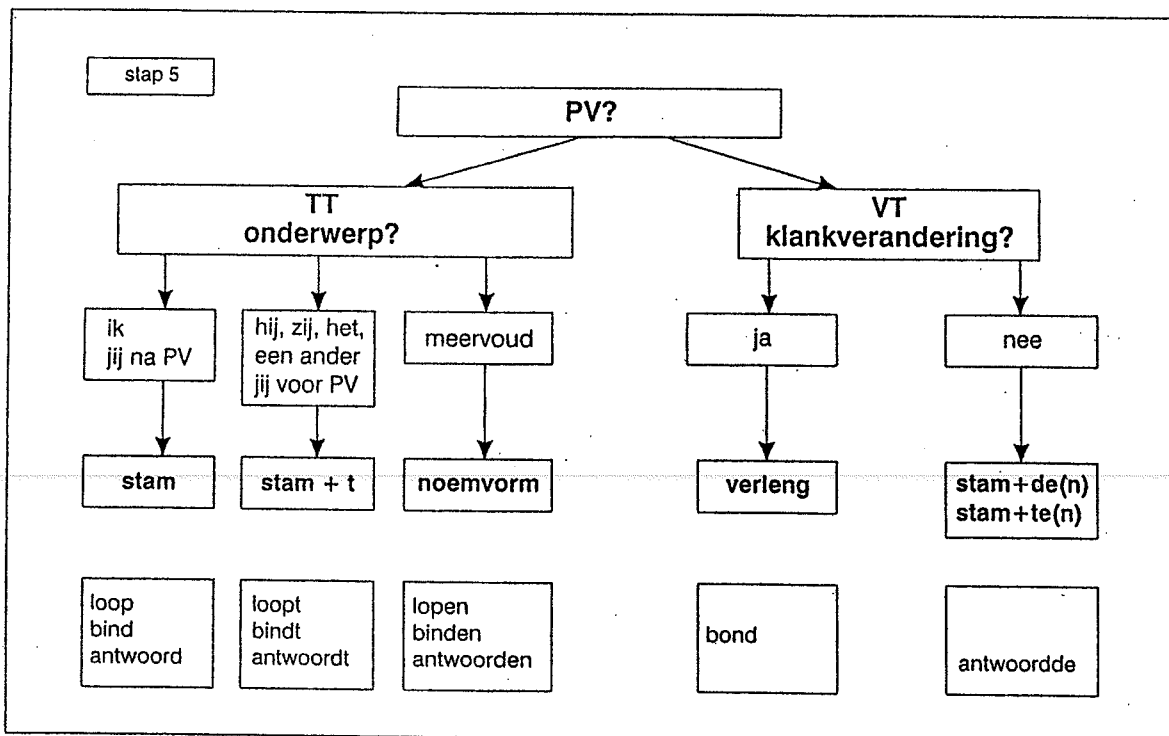 stap 5
PV?
TT
onderwerp?
VT
klankverandering?
ik
jij na PV
hij, zij, het,
een ander
jij voor PV
meervoud
ja
nee
stam
stam + t
noemvorm
verleng
stam+de(n)
stam+te(n)
loop
bind
antwoord
loopt
bindt
antwoordt
lopen
binden
antwoorden
bond
antwoordde